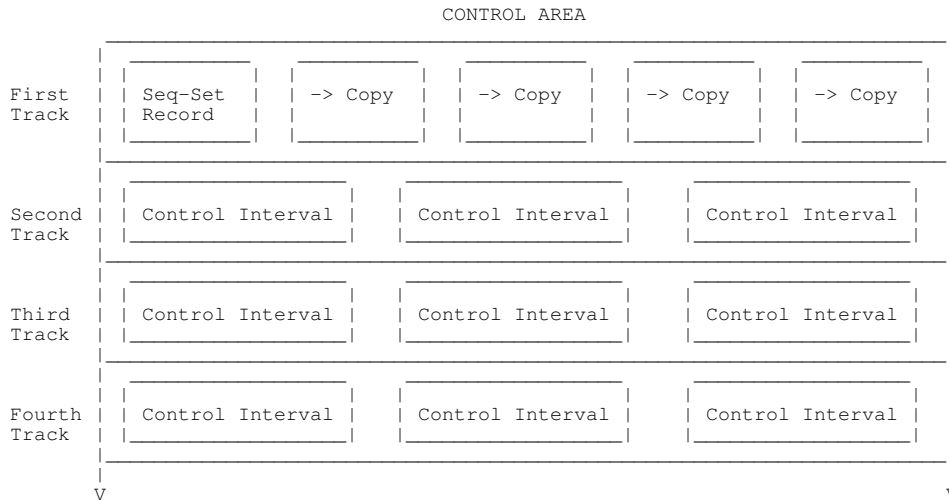 CONTROL AREA
First Track
Seq-Set Record
-> Copy
-> Copy
-> Copy
-> Copy
Second Track
Control Interval
Control Interval
Control Interval
Third Track
Control Interval
Control Interval
Control Interval
Fourth Track
Control Interval
Control Interval
Control Interval
V
V